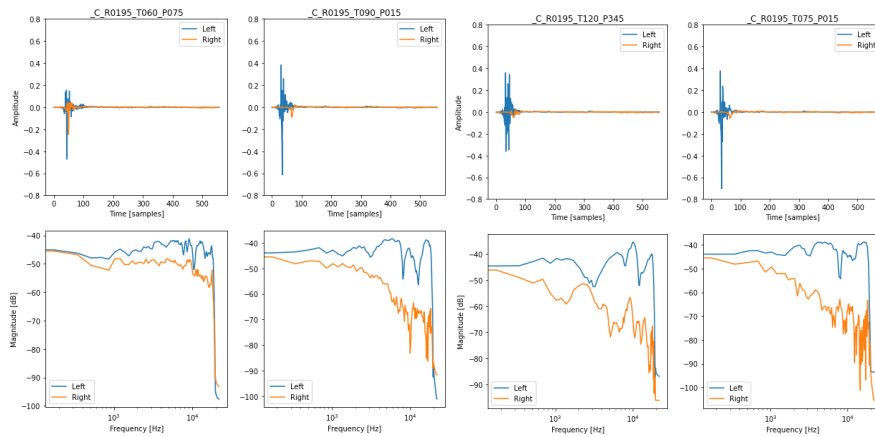 _C_R0195_T060_P075
_C_R0195_T090_P015
_C_R0195_T120_P345
_C_R0195_T075_P015
0.8
0.6
0.4
0.2
0.0
−0.2
−0.4
−0.6
−0.8
Amplitude
Left
Right
0 100 200 300 400 500
Time [samples]
0.8
0.6
0.4
0.2
0.0
−0.2
−0.4
−0.6
−0.8
Left
Right
0 100 200 300 400 500
Time [samples]
0.8
0.6
0.4
0.2
0.0
−0.2
−0.4
−0.6
−0.8
Amplitude
Left
Right
0 100 200 300 400 500
Time [samples]
0.8
0.6
0.4
0.2
0.0
−0.2
−0.4
−0.6
−0.8
Left
Right
0 100 200 300 400 500
Time [samples]
−40
−50
−60
−70
−80
−90
−100
Magnitude [dB]
Left
Right
10³ 10⁴
Frequency [Hz]
−40
−50
−60
−70
−80
−90
−100
Left
Right
10³ 10⁴
Frequency [Hz]
−40
−50
−60
−70
−80
−90
Magnitude [dB]
Left
Right
10³ 10⁴
Frequency [Hz]
−40
−50
−60
−70
−80
−90
−100
Left
Right
10³ 10⁴
Frequency [Hz]